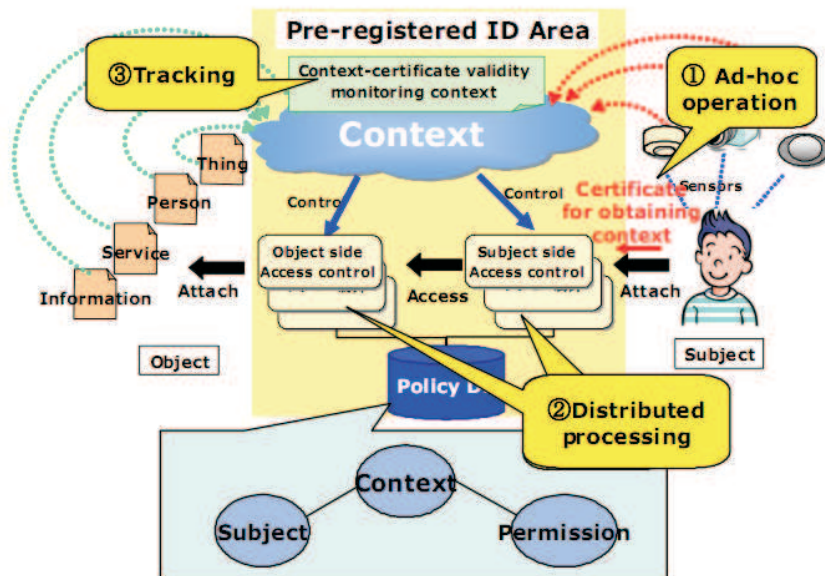 Pre-registered ID Area
③Tracking
Context-certificate validity
monitoring context
① Ad-hoc
operation
Context
Thing
Person
Service
Information
Sensors
Contro
Control
Certificate
for obtaining
context
Object side
Access control
Subject side
Access control
Attach
Access
Attach
Object
Subject
Policy D
②Distributed
processing
Context
Subject
Permission